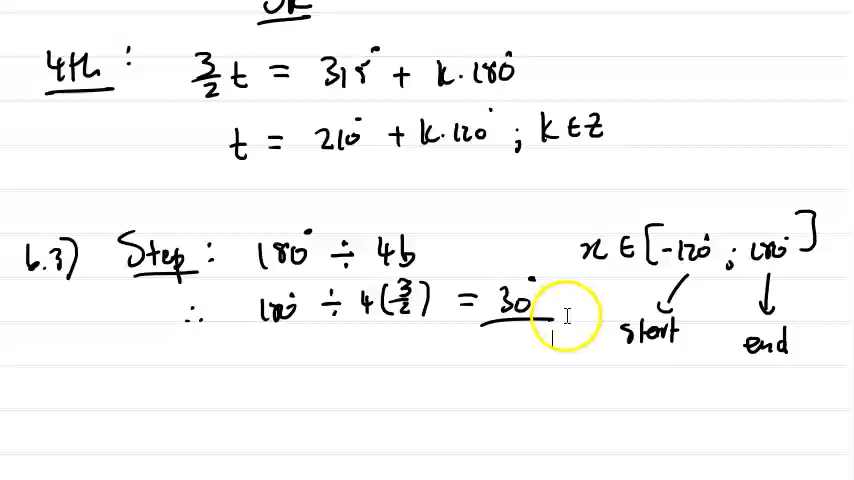 OR
4th : 3/2 t = 315° + k·180°
t = 210° + k·120° ; k∈Z
6.3) Step : 180° ÷ 4b
∴ 180° ÷ 4(3/2) = 30°
x ∈ [-120° ; 180°]
start
end